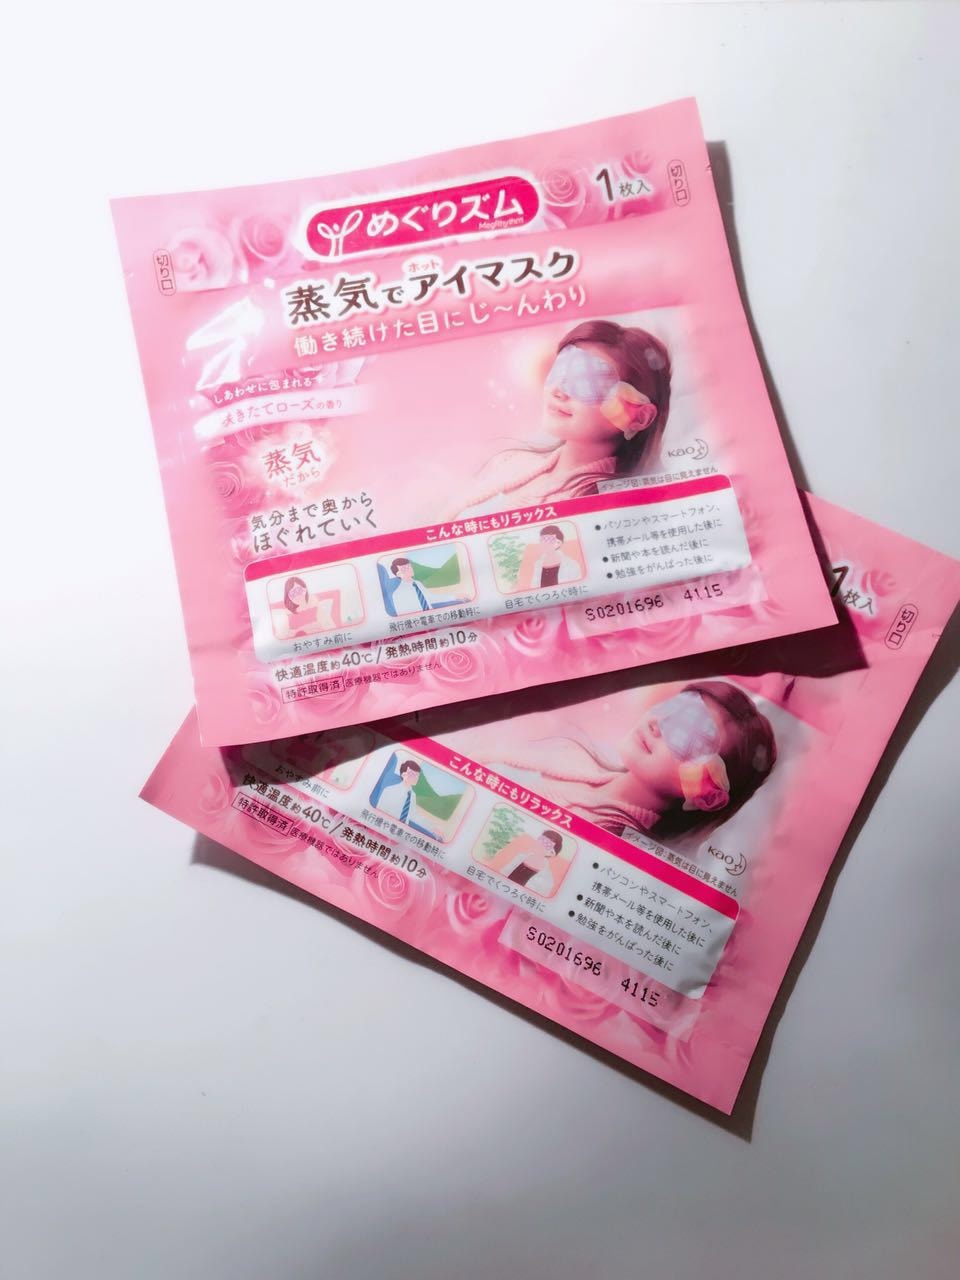 めぐりズム
MegRhythm
1枚入
切り口
切り口
蒸気でアイマスク
ホット
働き続けた目にじ〜んわり
しあわせに包まれる
咲きたてローズの香り
蒸気
だから
気分まで奥から
ほぐれていく
Kao
イメージ図:蒸気は目に見えません
こんな時にもリラックス
おやすみ前に
飛行機や電車での移動時に
自宅でくつろぐ時に
●パソコンやスマートフォン、
携帯メール等を使用した後に
●新聞や本を読んだ後に
●勉強をがんばった後に
S0201696 4115
快適温度約40℃/発熱時間約10分
特許取得済 医療機器ではありません
1枚入
切り口
Kao
イメージ図:蒸気は目に見えません
こんな時にもリラックス
おやすみ前に
飛行機や電車での移動時に
自宅でくつろぐ時に
●パソコンやスマートフォン、
携帯メール等を使用した後に
●新聞や本を読んだ後に
●勉強をがんばった後に
S0201696 4115
快適温度約40℃/発熱時間約10分
特許取得済 医療機器ではありません